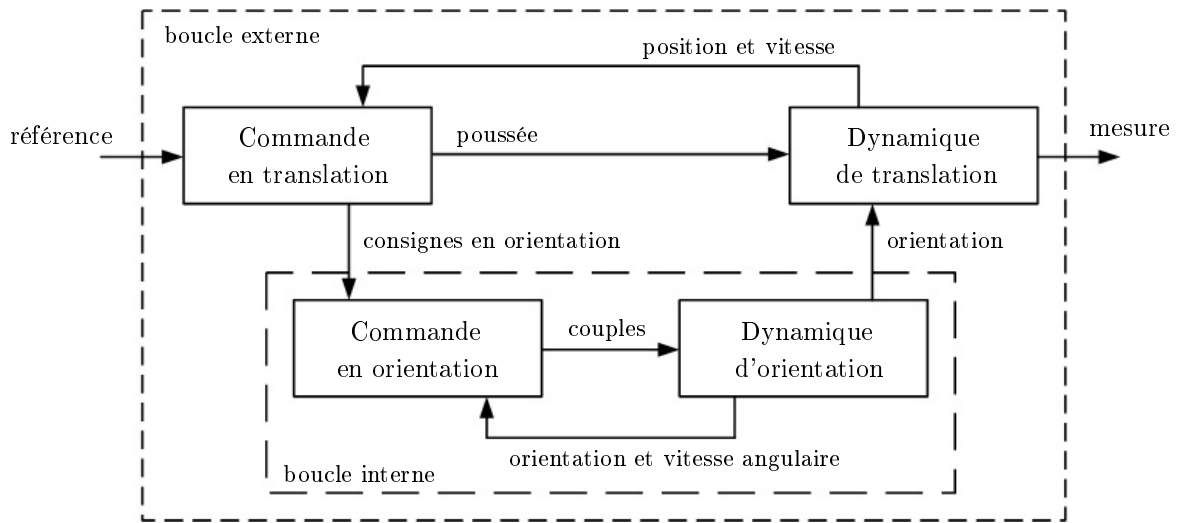 boucle externe
position et vitesse
référence
Commande
en translation
poussée
Dynamique
de translation
mesure
consignes en orientation
orientation
Commande
en orientation
couples
Dynamique
d'orientation
orientation et vitesse angulaire
boucle interne